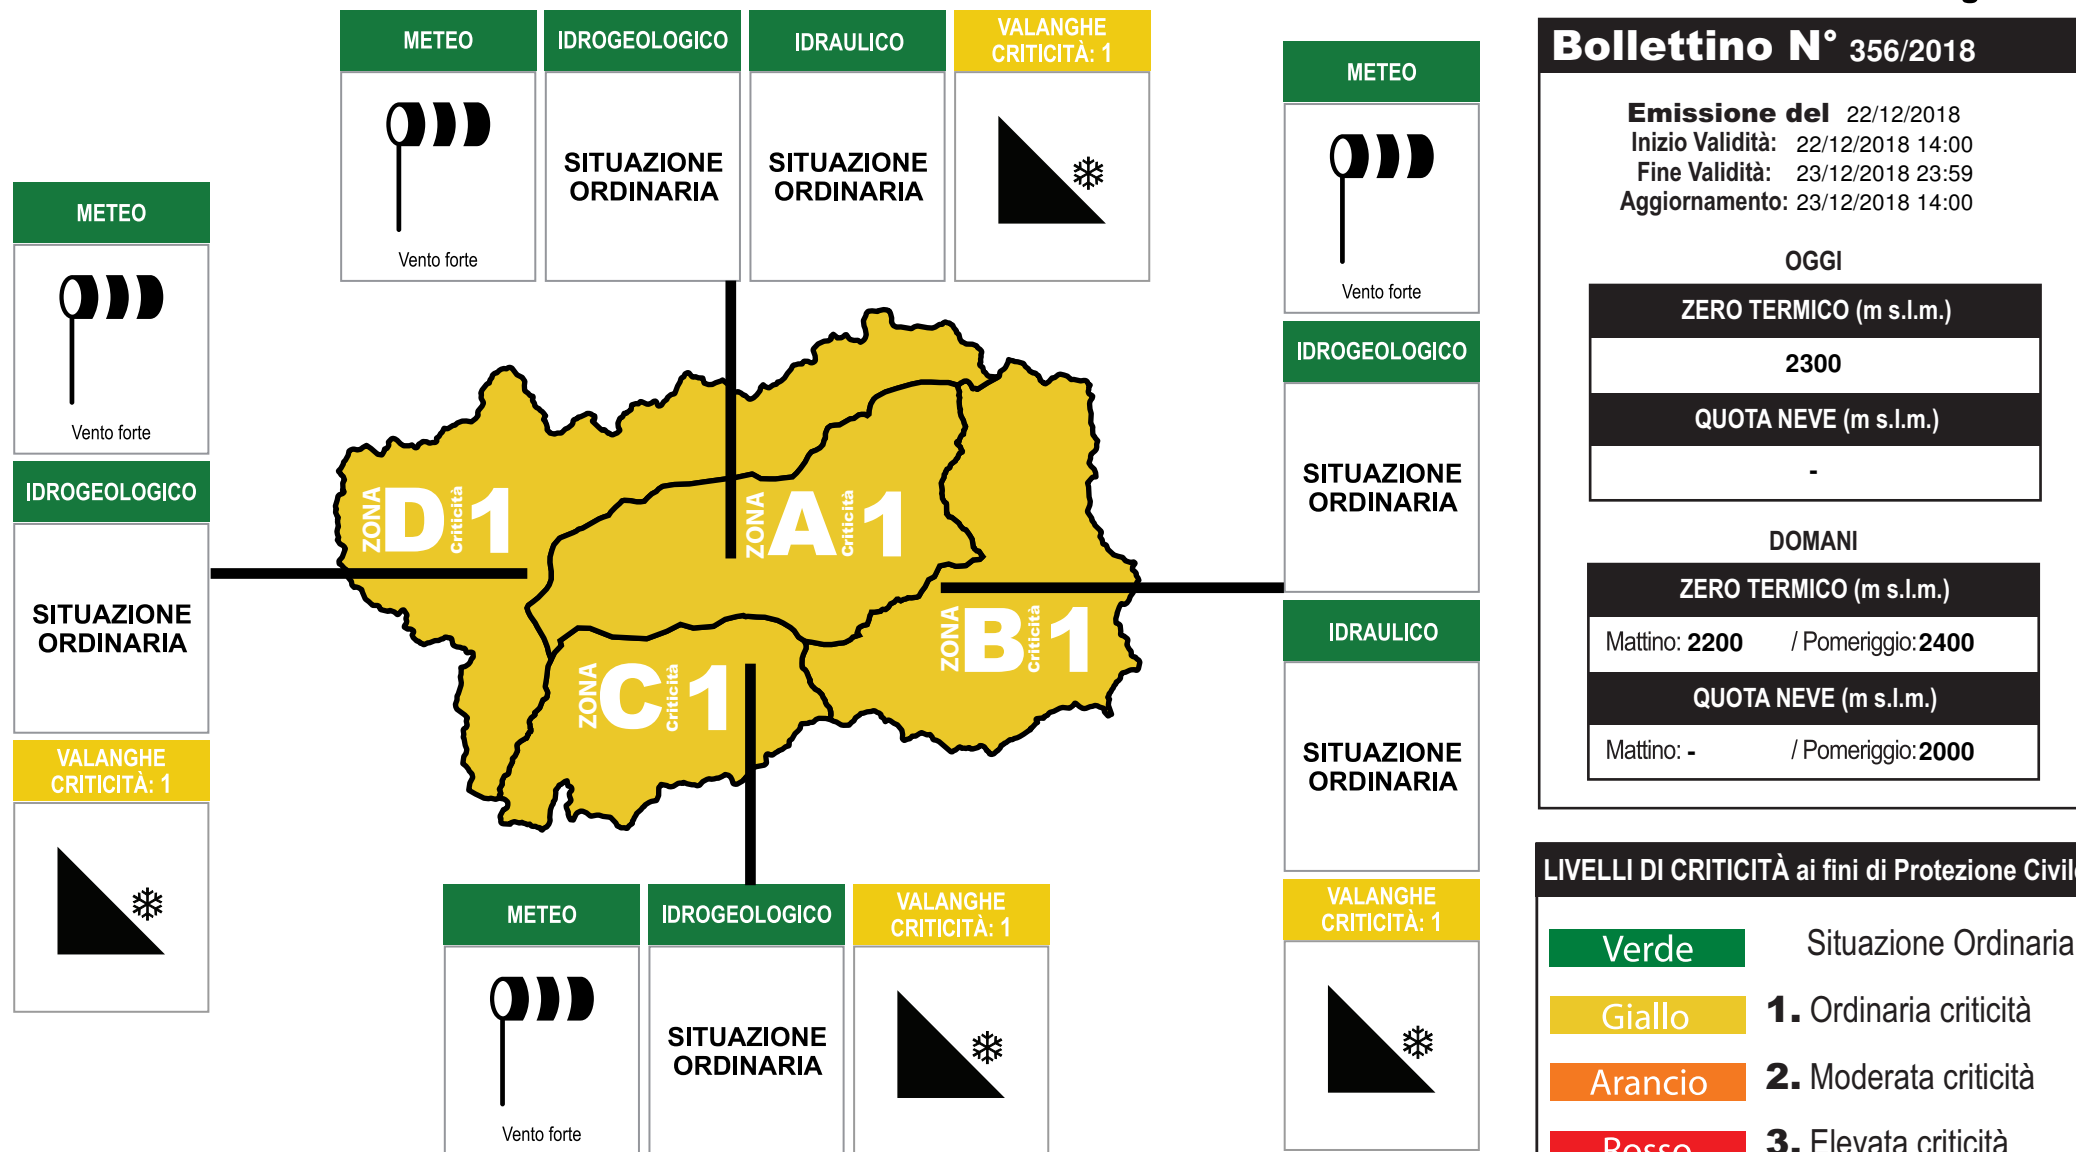 METEO
Vento forte
IDROGEOLOGICO
SITUAZIONE
ORDINARIA
IDRAULICO
SITUAZIONE
ORDINARIA
VALANGHE
CRITICITÀ: 1
METEO
Vento forte
IDROGEOLOGICO
SITUAZIONE
ORDINARIA
VALANGHE
CRITICITÀ: 1
ZONA D Criticità 1
ZONA A Criticità 1
ZONA B Criticità 1
ZONA C Criticità 1
METEO
Vento forte
IDROGEOLOGICO
SITUAZIONE
ORDINARIA
VALANGHE
CRITICITÀ: 1
METEO
Vento forte
IDROGEOLOGICO
SITUAZIONE
ORDINARIA
IDRAULICO
SITUAZIONE
ORDINARIA
VALANGHE
CRITICITÀ: 1
Bollettino N° 356/2018
Emissione del 22/12/2018
Inizio Validità: 22/12/2018 14:00
Fine Validità: 23/12/2018 23:59
Aggiornamento: 23/12/2018 14:00
OGGI
ZERO TERMICO (m s.l.m.)
2300
QUOTA NEVE (m s.l.m.)
-
DOMANI
ZERO TERMICO (m s.l.m.)
Mattino: 2200 / Pomeriggio: 2400
QUOTA NEVE (m s.l.m.)
Mattino: - / Pomeriggio: 2000
LIVELLI DI CRITICITÀ ai fini di Protezione Civile
Verde Situazione Ordinaria
Giallo 1. Ordinaria criticità
Arancio 2. Moderata criticità
Rosso 3. Elevata criticità